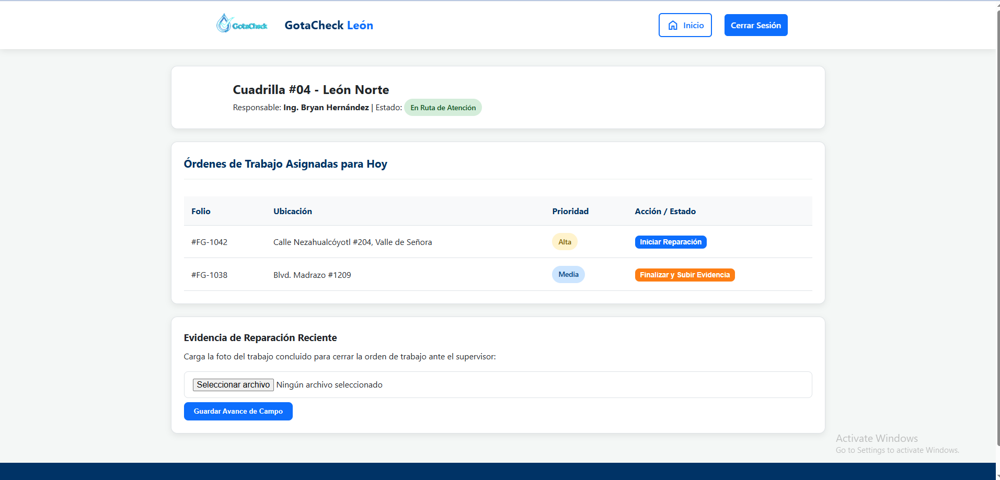 GotaCheck
GotaCheck León
Inicio
Cerrar Sesión
Cuadrilla #04 - León Norte
Responsable: Ing. Bryan Hernández | Estado: En Ruta de Atención
Órdenes de Trabajo Asignadas para Hoy
Folio Ubicación Prioridad Acción / Estado
#FG-1042 Calle Nezahualcóyotl #204, Valle de Señora Alta Iniciar Reparación
#FG-1038 Blvd. Madrazo #1209 Media Finalizar y Subir Evidencia
Evidencia de Reparación Reciente
Carga la foto del trabajo concluido para cerrar la orden de trabajo ante el supervisor:
Seleccionar archivo Ningún archivo seleccionado
Guardar Avance de Campo
Activate Windows
Go to Settings to activate Windows.